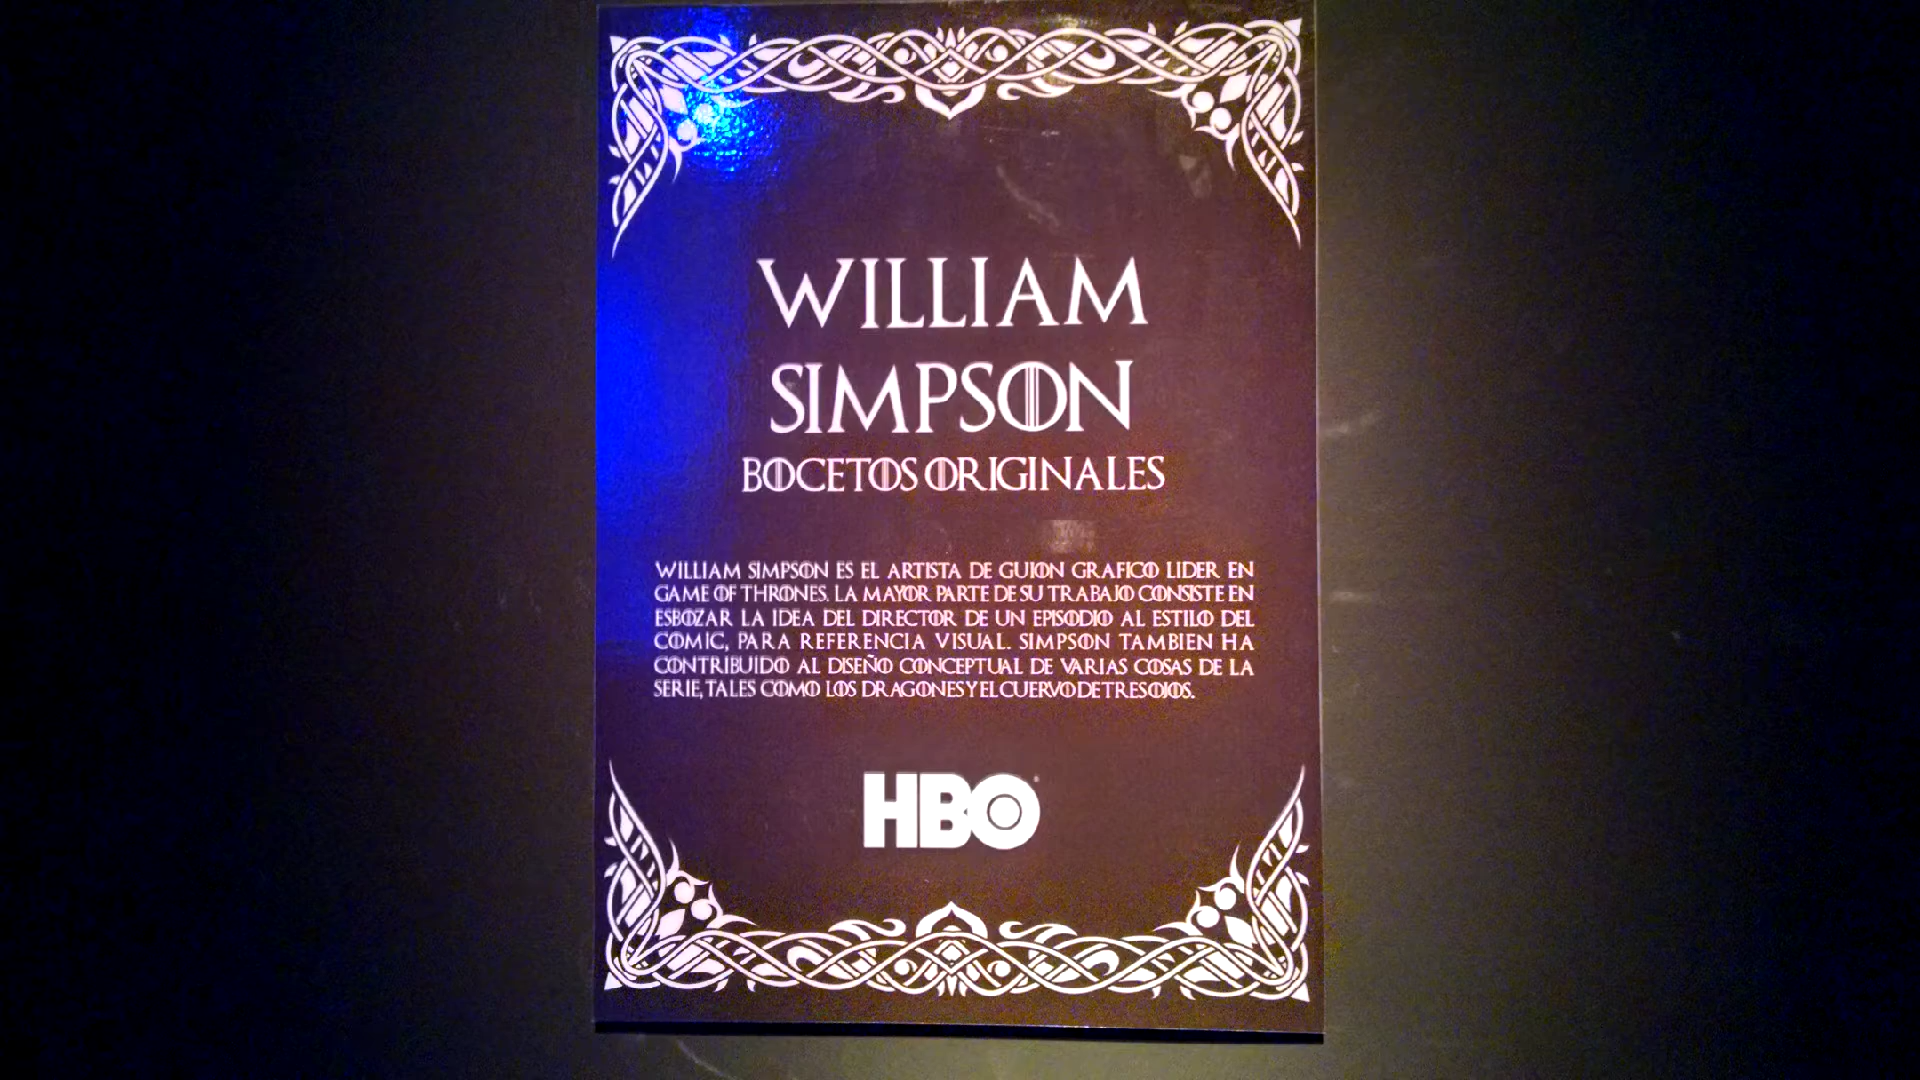 WILLIAM
SIMPSON
BOCETOS ORIGINALES
WILLIAM SIMPSON ES EL ARTISTA DE GUION GRAFICO LIDER EN
GAME OF THRONES. LA MAYOR PARTE DE SU TRABAJO CONSISTE EN
ESBOZAR LA IDEA DEL DIRECTOR DE UN EPISODIO AL ESTILO DEL
COMIC, PARA REFERENCIA VISUAL. SIMPSON TAMBIEN HA
CONTRIBUIDO AL DISEÑO CONCEPTUAL DE VARIAS COSAS DE LA
SERIE, TALES COMO LOS DRAGONES Y EL CUERVO DE TRES OJOS.
HBO